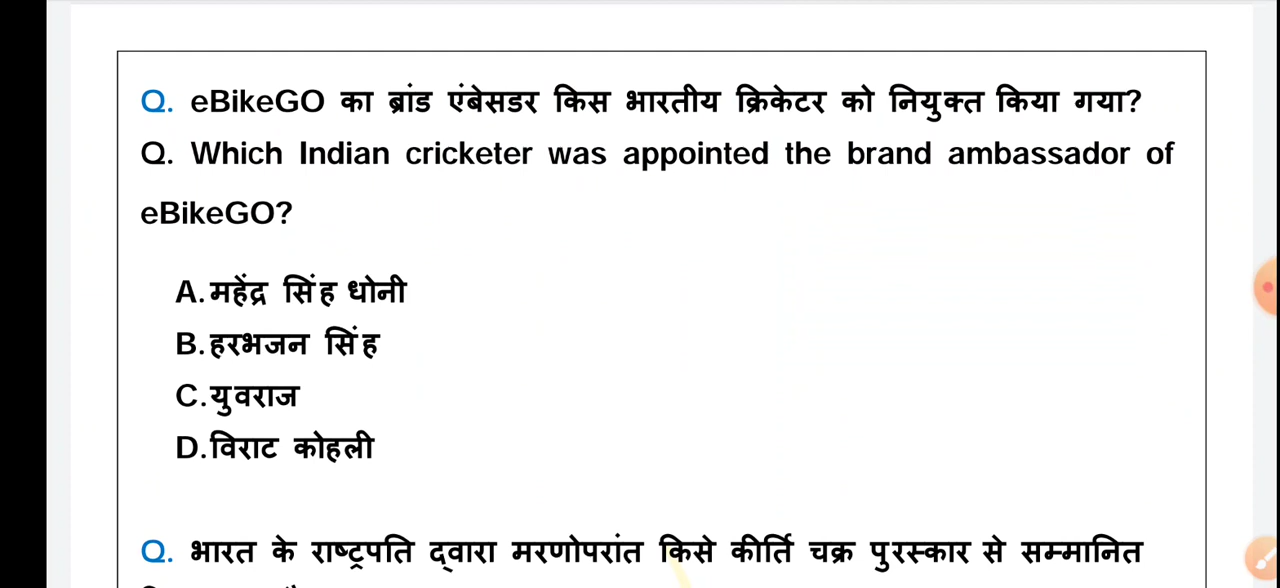 Q. eBikeGO का ब्रांड एंबेसडर किस भारतीय क्रिकेटर को नियुक्त किया गया?
Q. Which Indian cricketer was appointed the brand ambassador of
eBikeGO?
A.महेंद्र सिंह धोनी
B.हरभजन सिंह
C.युवराज
D.विराट कोहली
Q. भारत के राष्ट्रपति द्वारा मरणोपरांत किसे कीर्ति चक्र पुरस्कार से सम्मानित